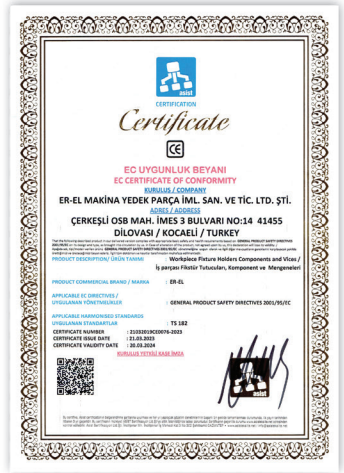 asist
CERTIFICATION
Certificate
CE
EC UYGUNLUK BEYANI
EC CERTIFICATE OF CONFORMITY
KURULUŞ / COMPANY
ER-EL MAKİNA YEDEK PARÇA İML. SAN. VE TİC. LTD. ŞTİ.
ADRES / ADDRESS
ÇERKEŞLİ OSB MAH. İMES 3 BULVARI NO:14 41455
DİLOVASI / KOCAELİ / TURKEY
PRODUCT DESCRIPTION / ÜRÜN TANIMI : Workplace Fixture Holders Components and Vices /
İş parçası Fikstür Tutucuları, Komponent ve Mengeneleri
PRODUCT COMMERCIAL BRAND / MARKA : ER-EL
APPLICABLE EC DIRECTIVES /
UYGULANAN YÖNETMELİKLER : GENERAL PRODUCT SAFETY DIRECTIVES 2001/95/EC
APPLICABLE HARMONISED STANDARDS
UYGULANAN STANDARTLAR : TS 182
CERTIFICATE NUMBER : 21032019CE0076-2023
CERTIFICATE ISSUE DATE : 21.03.2023
CERTIFICATE VALIDITY DATE : 20.03.2024
KURULUŞ YETKİLİ KAŞE İMZA
asist